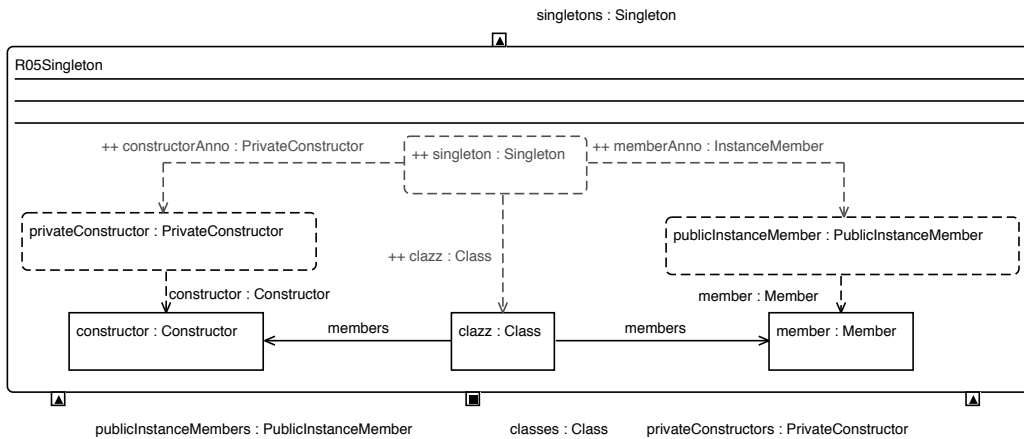 singletons : Singleton
R05Singleton
++ constructorAnno : PrivateConstructor
++ singleton : Singleton
++ memberAnno : InstanceMember
privateConstructor : PrivateConstructor
publicInstanceMember : PublicInstanceMember
++ clazz : Class
constructor : Constructor
member : Member
constructor : Constructor
members
clazz : Class
members
member : Member
publicInstanceMembers : PublicInstanceMember
classes : Class
privateConstructors : PrivateConstructor